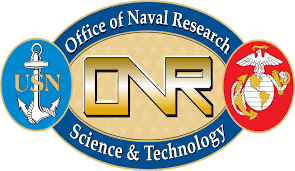 Office of Naval Research
USN
ONR
Science & Technology